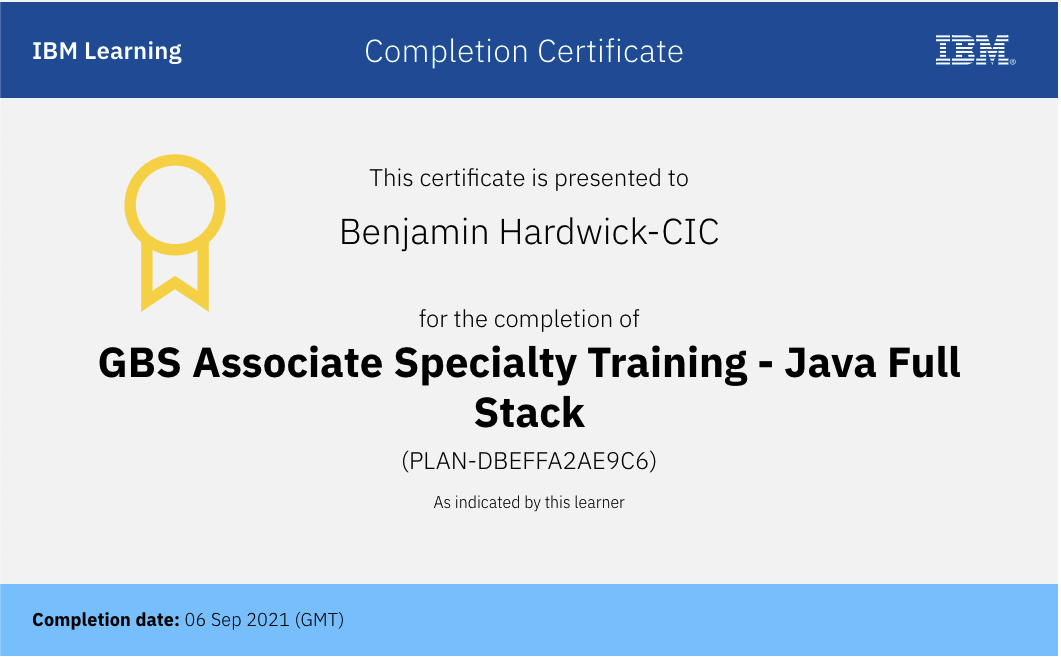 IBM Learning
Completion Certificate
IBM®
This certificate is presented to
Benjamin Hardwick-CIC
for the completion of
GBS Associate Specialty Training - Java Full
Stack
(PLAN-DBEFFA2AE9C6)
As indicated by this learner
Completion date: 06 Sep 2021 (GMT)